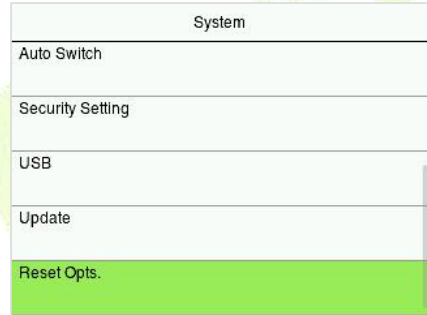 System
Auto Switch
Security Setting
USB
Update
Reset Opts.